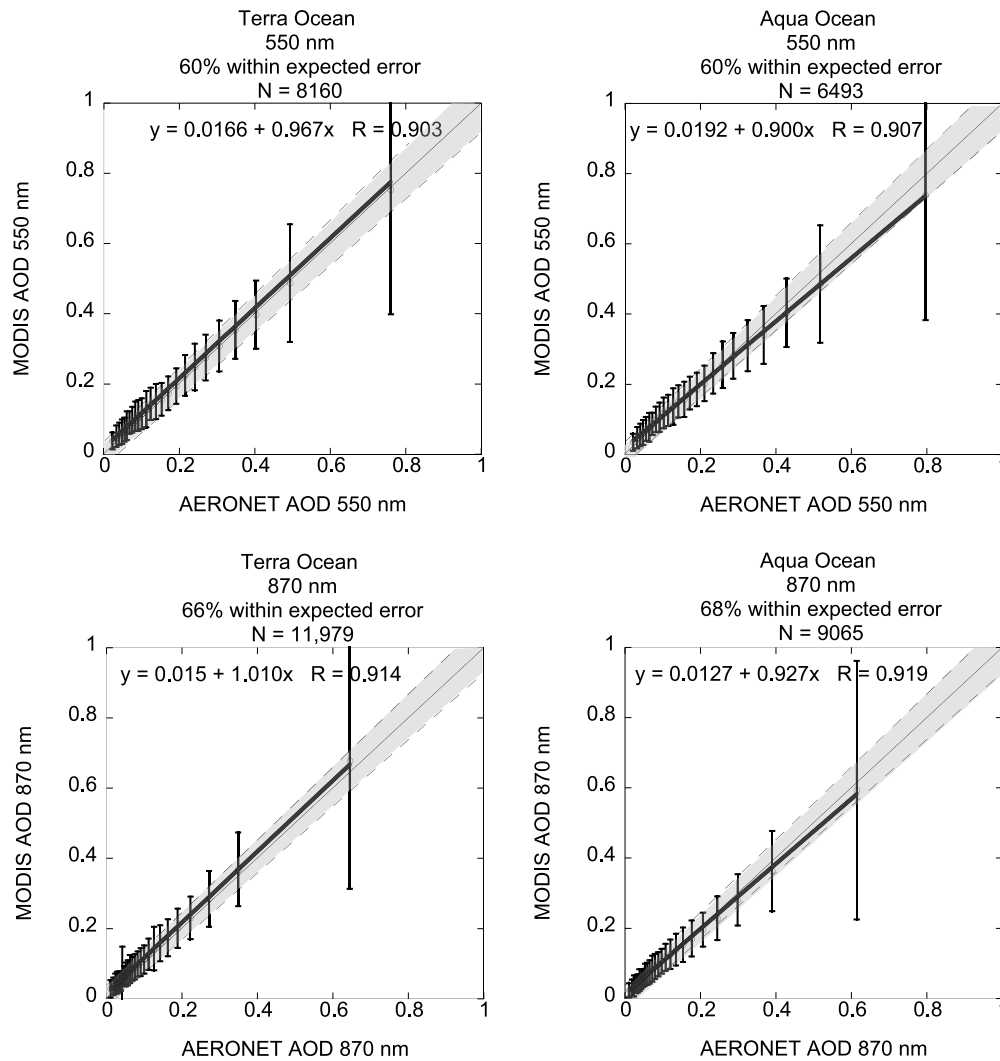 Terra Ocean
550 nm
60% within expected error
N = 8160
y = 0.0166 + 0.967x R = 0.903
1
0.8
0.6
0.4
0.2
0
0 0.2 0.4 0.6 0.8 1
MODIS AOD 550 nm
AERONET AOD 550 nm
Aqua Ocean
550 nm
60% within expected error
N = 6493
y = 0.0192 + 0.900x R = 0.907
1
0.8
0.6
0.4
0.2
0
0 0.2 0.4 0.6 0.8 1
MODIS AOD 550 nm
AERONET AOD 550 nm
Terra Ocean
870 nm
66% within expected error
N = 11,979
y = 0.015 + 1.010x R = 0.914
1
0.8
0.6
0.4
0.2
0
0 0.2 0.4 0.6 0.8 1
MODIS AOD 870 nm
AERONET AOD 870 nm
Aqua Ocean
870 nm
68% within expected error
N = 9065
y = 0.0127 + 0.927x R = 0.919
1
0.8
0.6
0.4
0.2
0
0 0.2 0.4 0.6 0.8 1
MODIS AOD 870 nm
AERONET AOD 870 nm